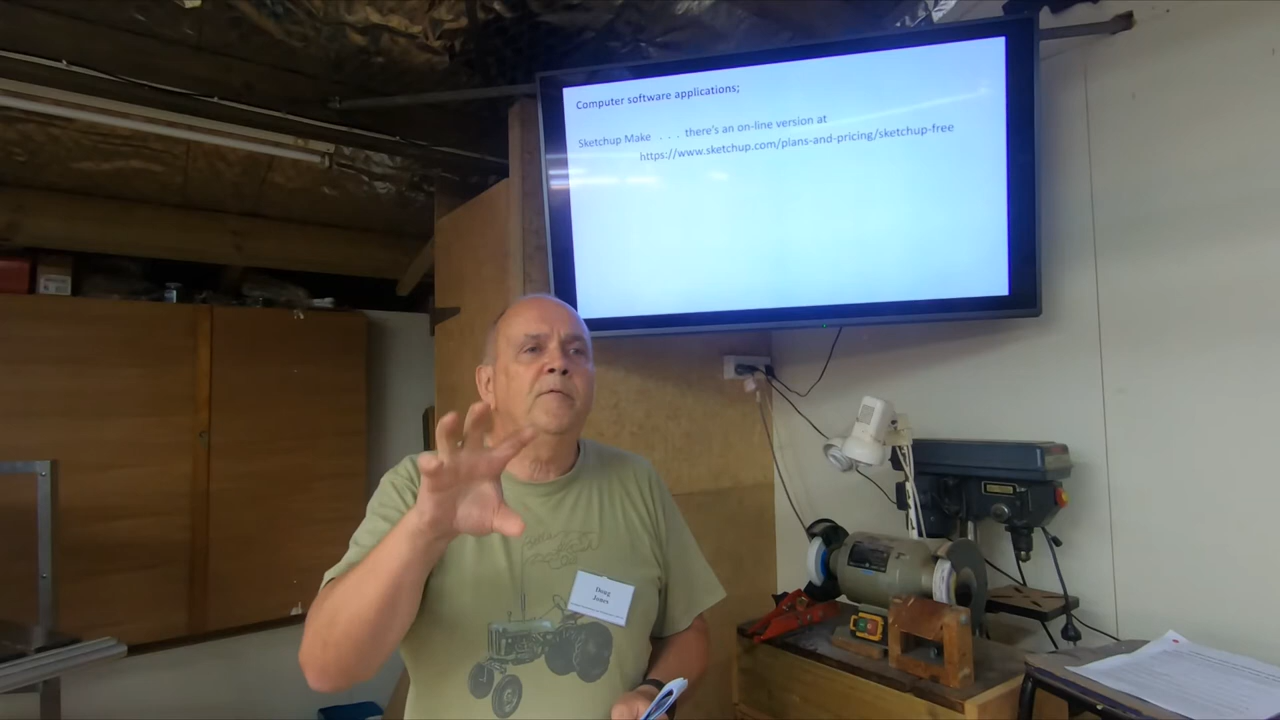 Computer software applications;
Sketchup Make . . . there's an on-line version at
https://www.sketchup.com/plans-and-pricing/sketchup-free
Doug
Jones